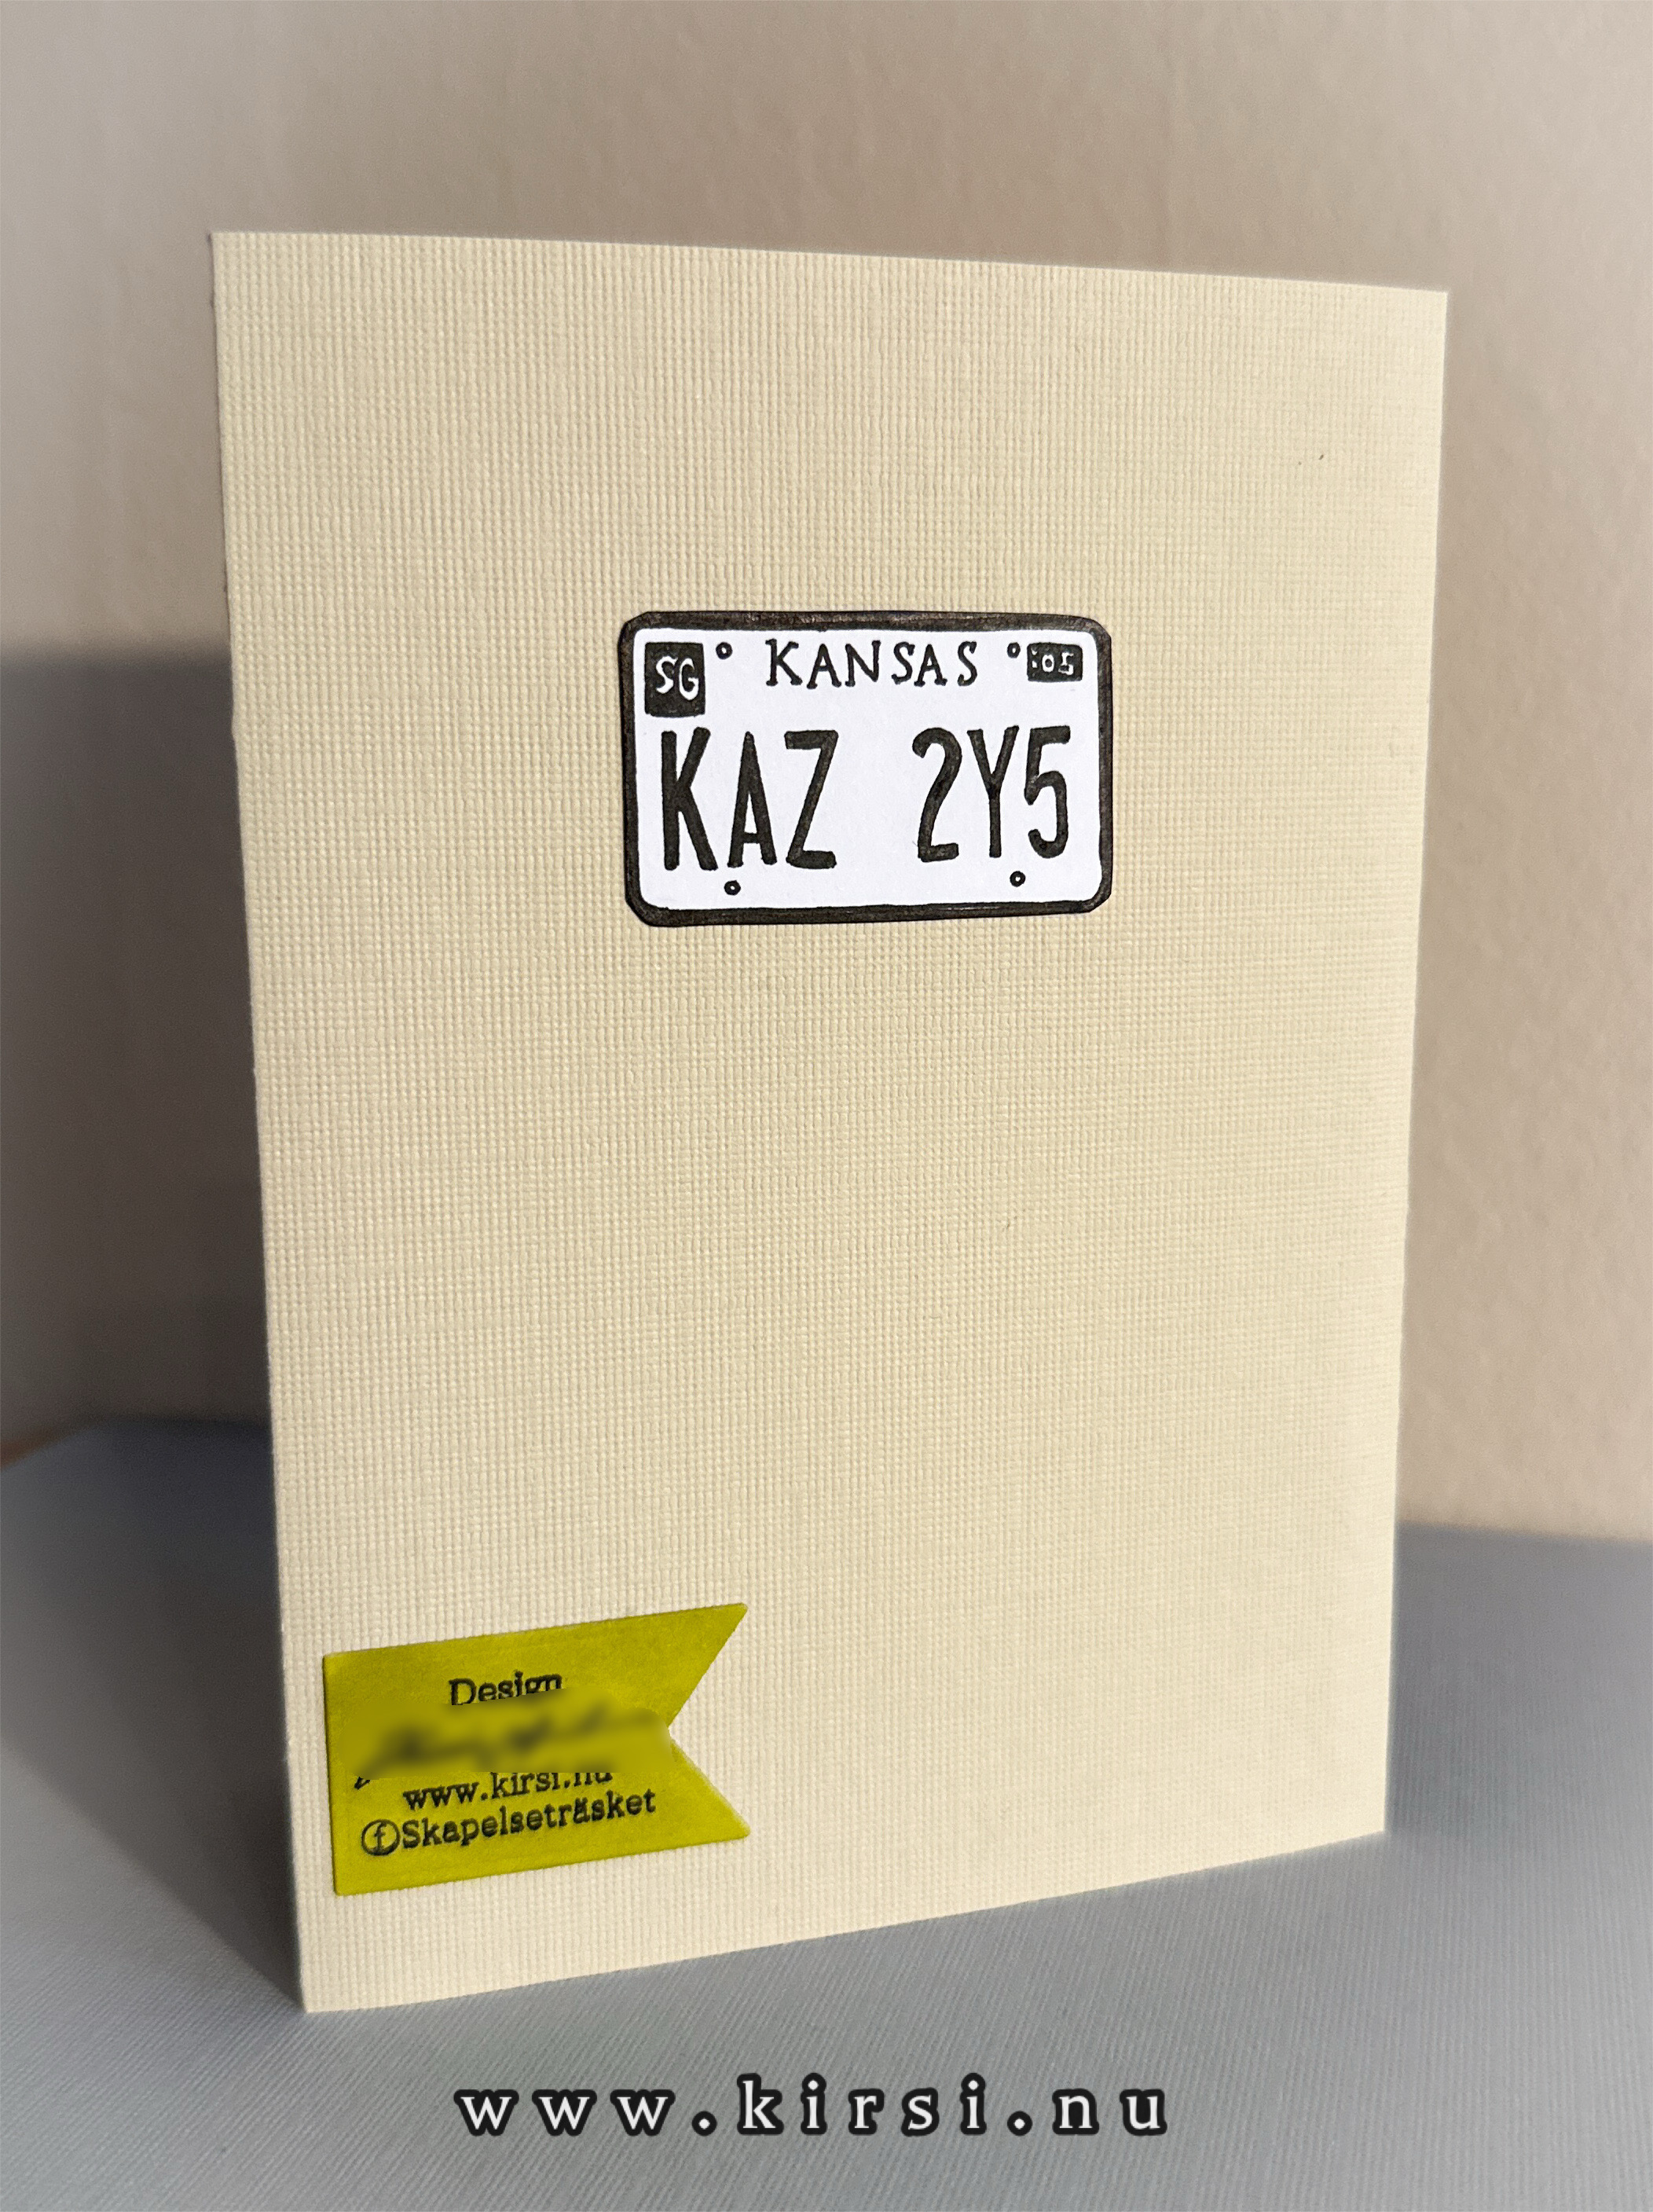 SG KANSAS 05
KAZ 2Y5
Design
www.kirsi.nu
Skapelseträsket
www.kirsi.nu